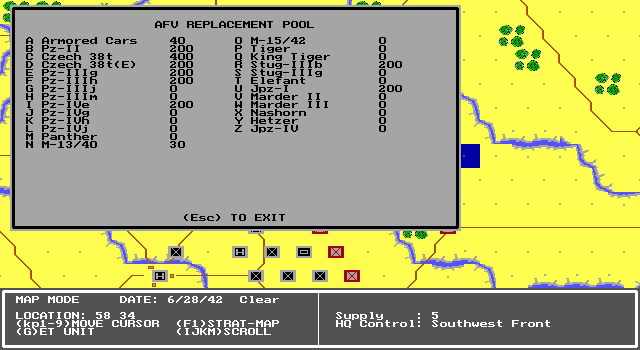 AFV REPLACEMENT POOL
A Armored Cars 40 O M-15/42 0
B Pz-II 200 P Tiger 0
C Czech 38t 400 Q King Tiger 0
D Czech 38t(E) 200 R Stug-IIIb 200
E Pz-IIIg 200 S Stug-IIIg 0
F Pz-IIIh 200 T Elefant 0
G Pz-IIIj 0 U Jpz-I 200
H Pz-IIIm 0 V Marder II 0
I Pz-IVe 200 W Marder III 0
J Pz-IVg 0 X Nashorn 0
K Pz-IVh 0 Y Hetzer 0
L Pz-IVj 0 Z Jpz-IV 0
M Panther 0
N M-13/40 30
(Esc) TO EXIT
H
H
MAP MODE DATE: 6/28/42 Clear
LOCATION: 58 34
(kp1-9)MOVE CURSOR (F1)STRAT-MAP
(G)ET UNIT (IJKM)SCROLL
Supply : 5
HQ Control: Southwest Front